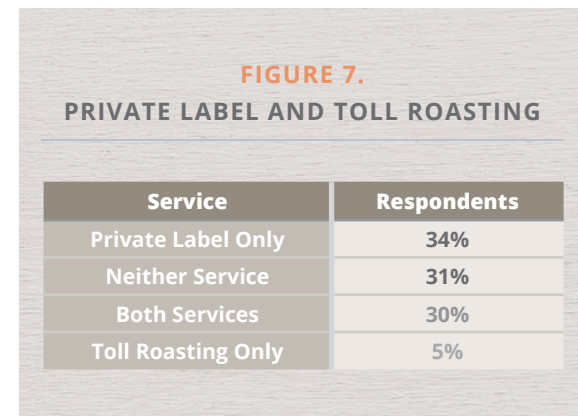 FIGURE 7.
PRIVATE LABEL AND TOLL ROASTING
Service Respondents
Private Label Only 34%
Neither Service 31%
Both Services 30%
Toll Roasting Only 5%